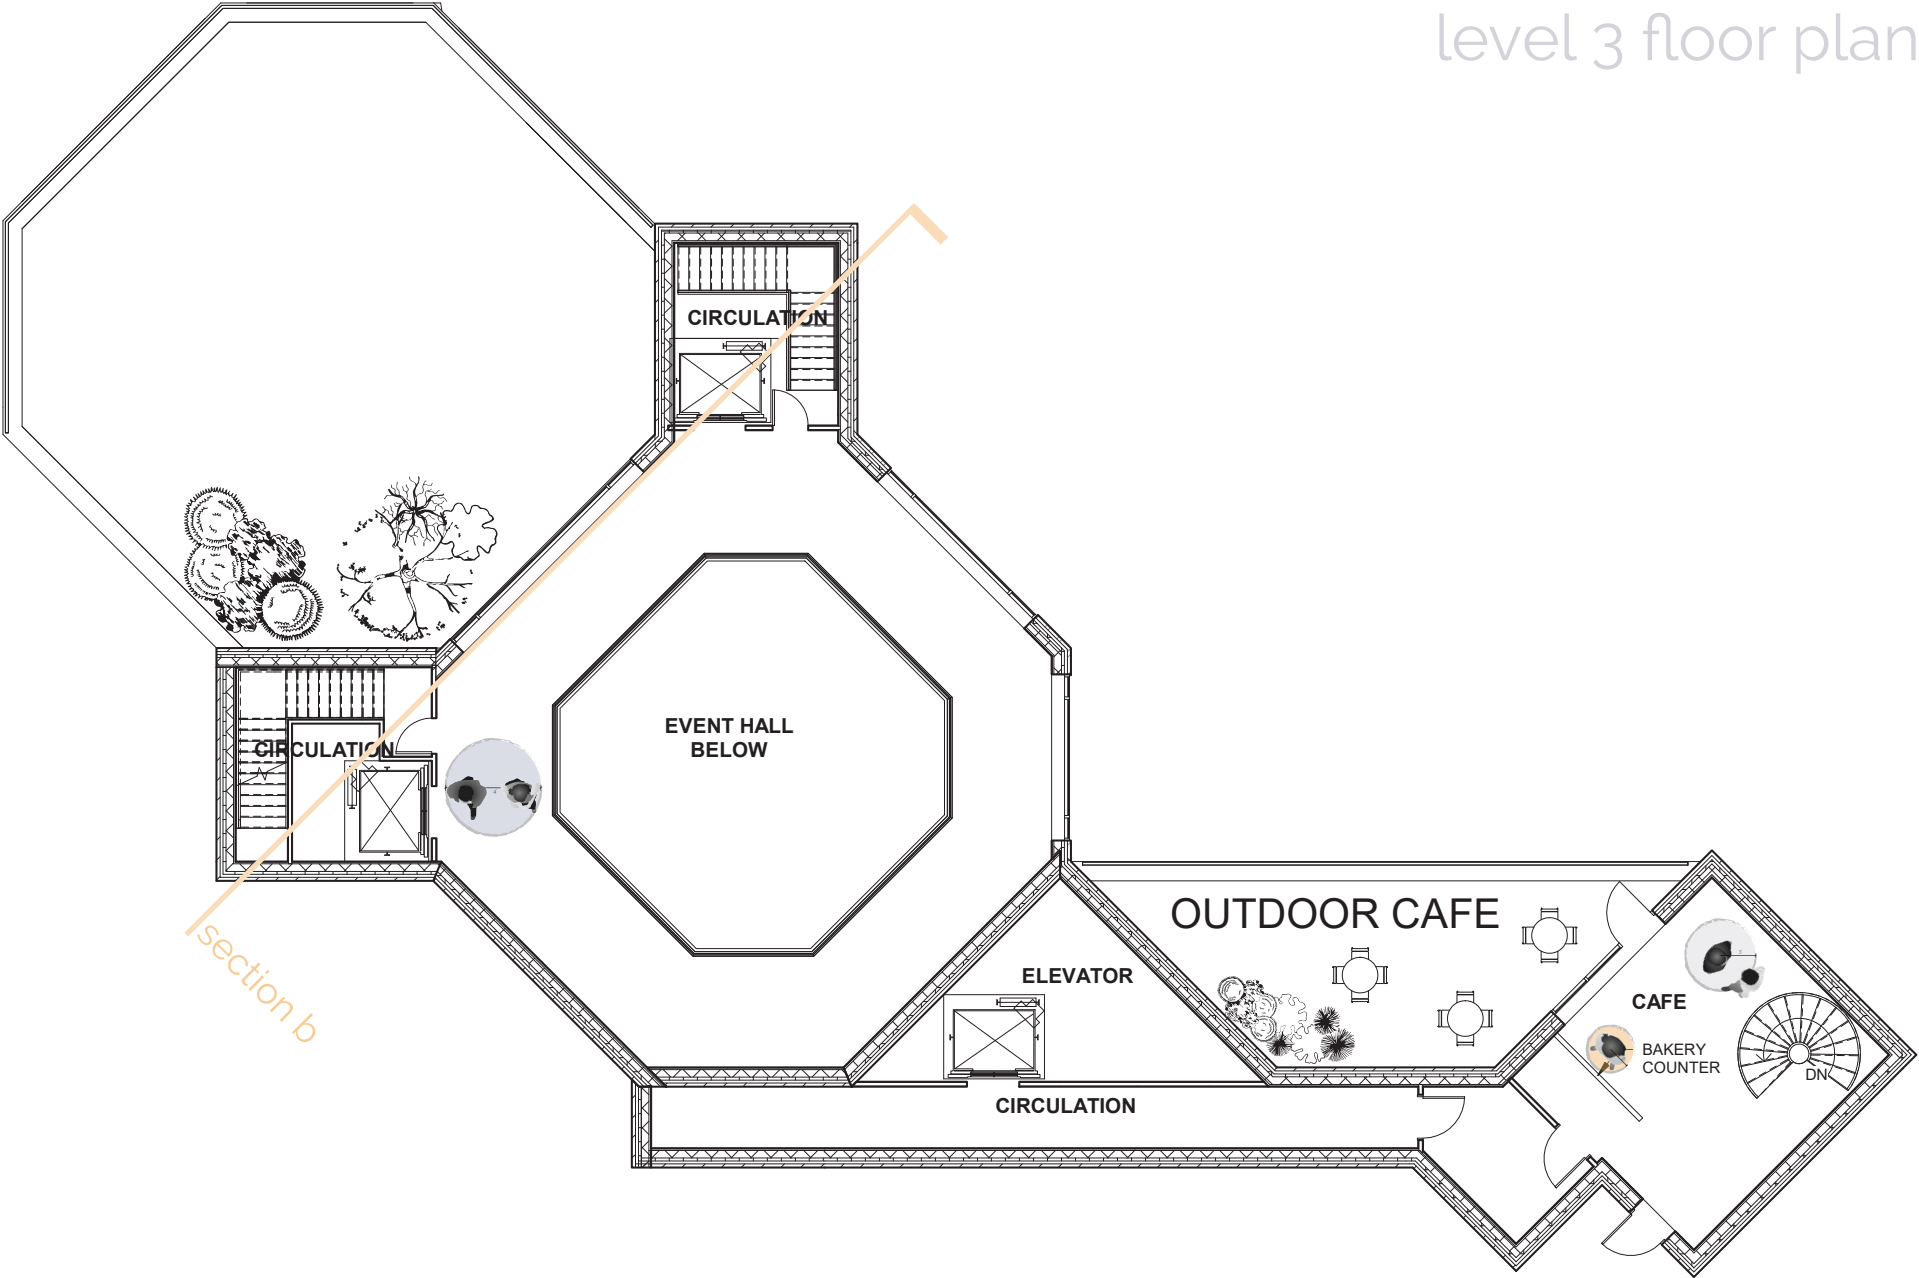 level 3 floor plan
CIRCULATION
EVENT HALL
BELOW
CIRCULATION
OUTDOOR CAFE
section b
ELEVATOR
CAFE
BAKERY
COUNTER
DN
CIRCULATION